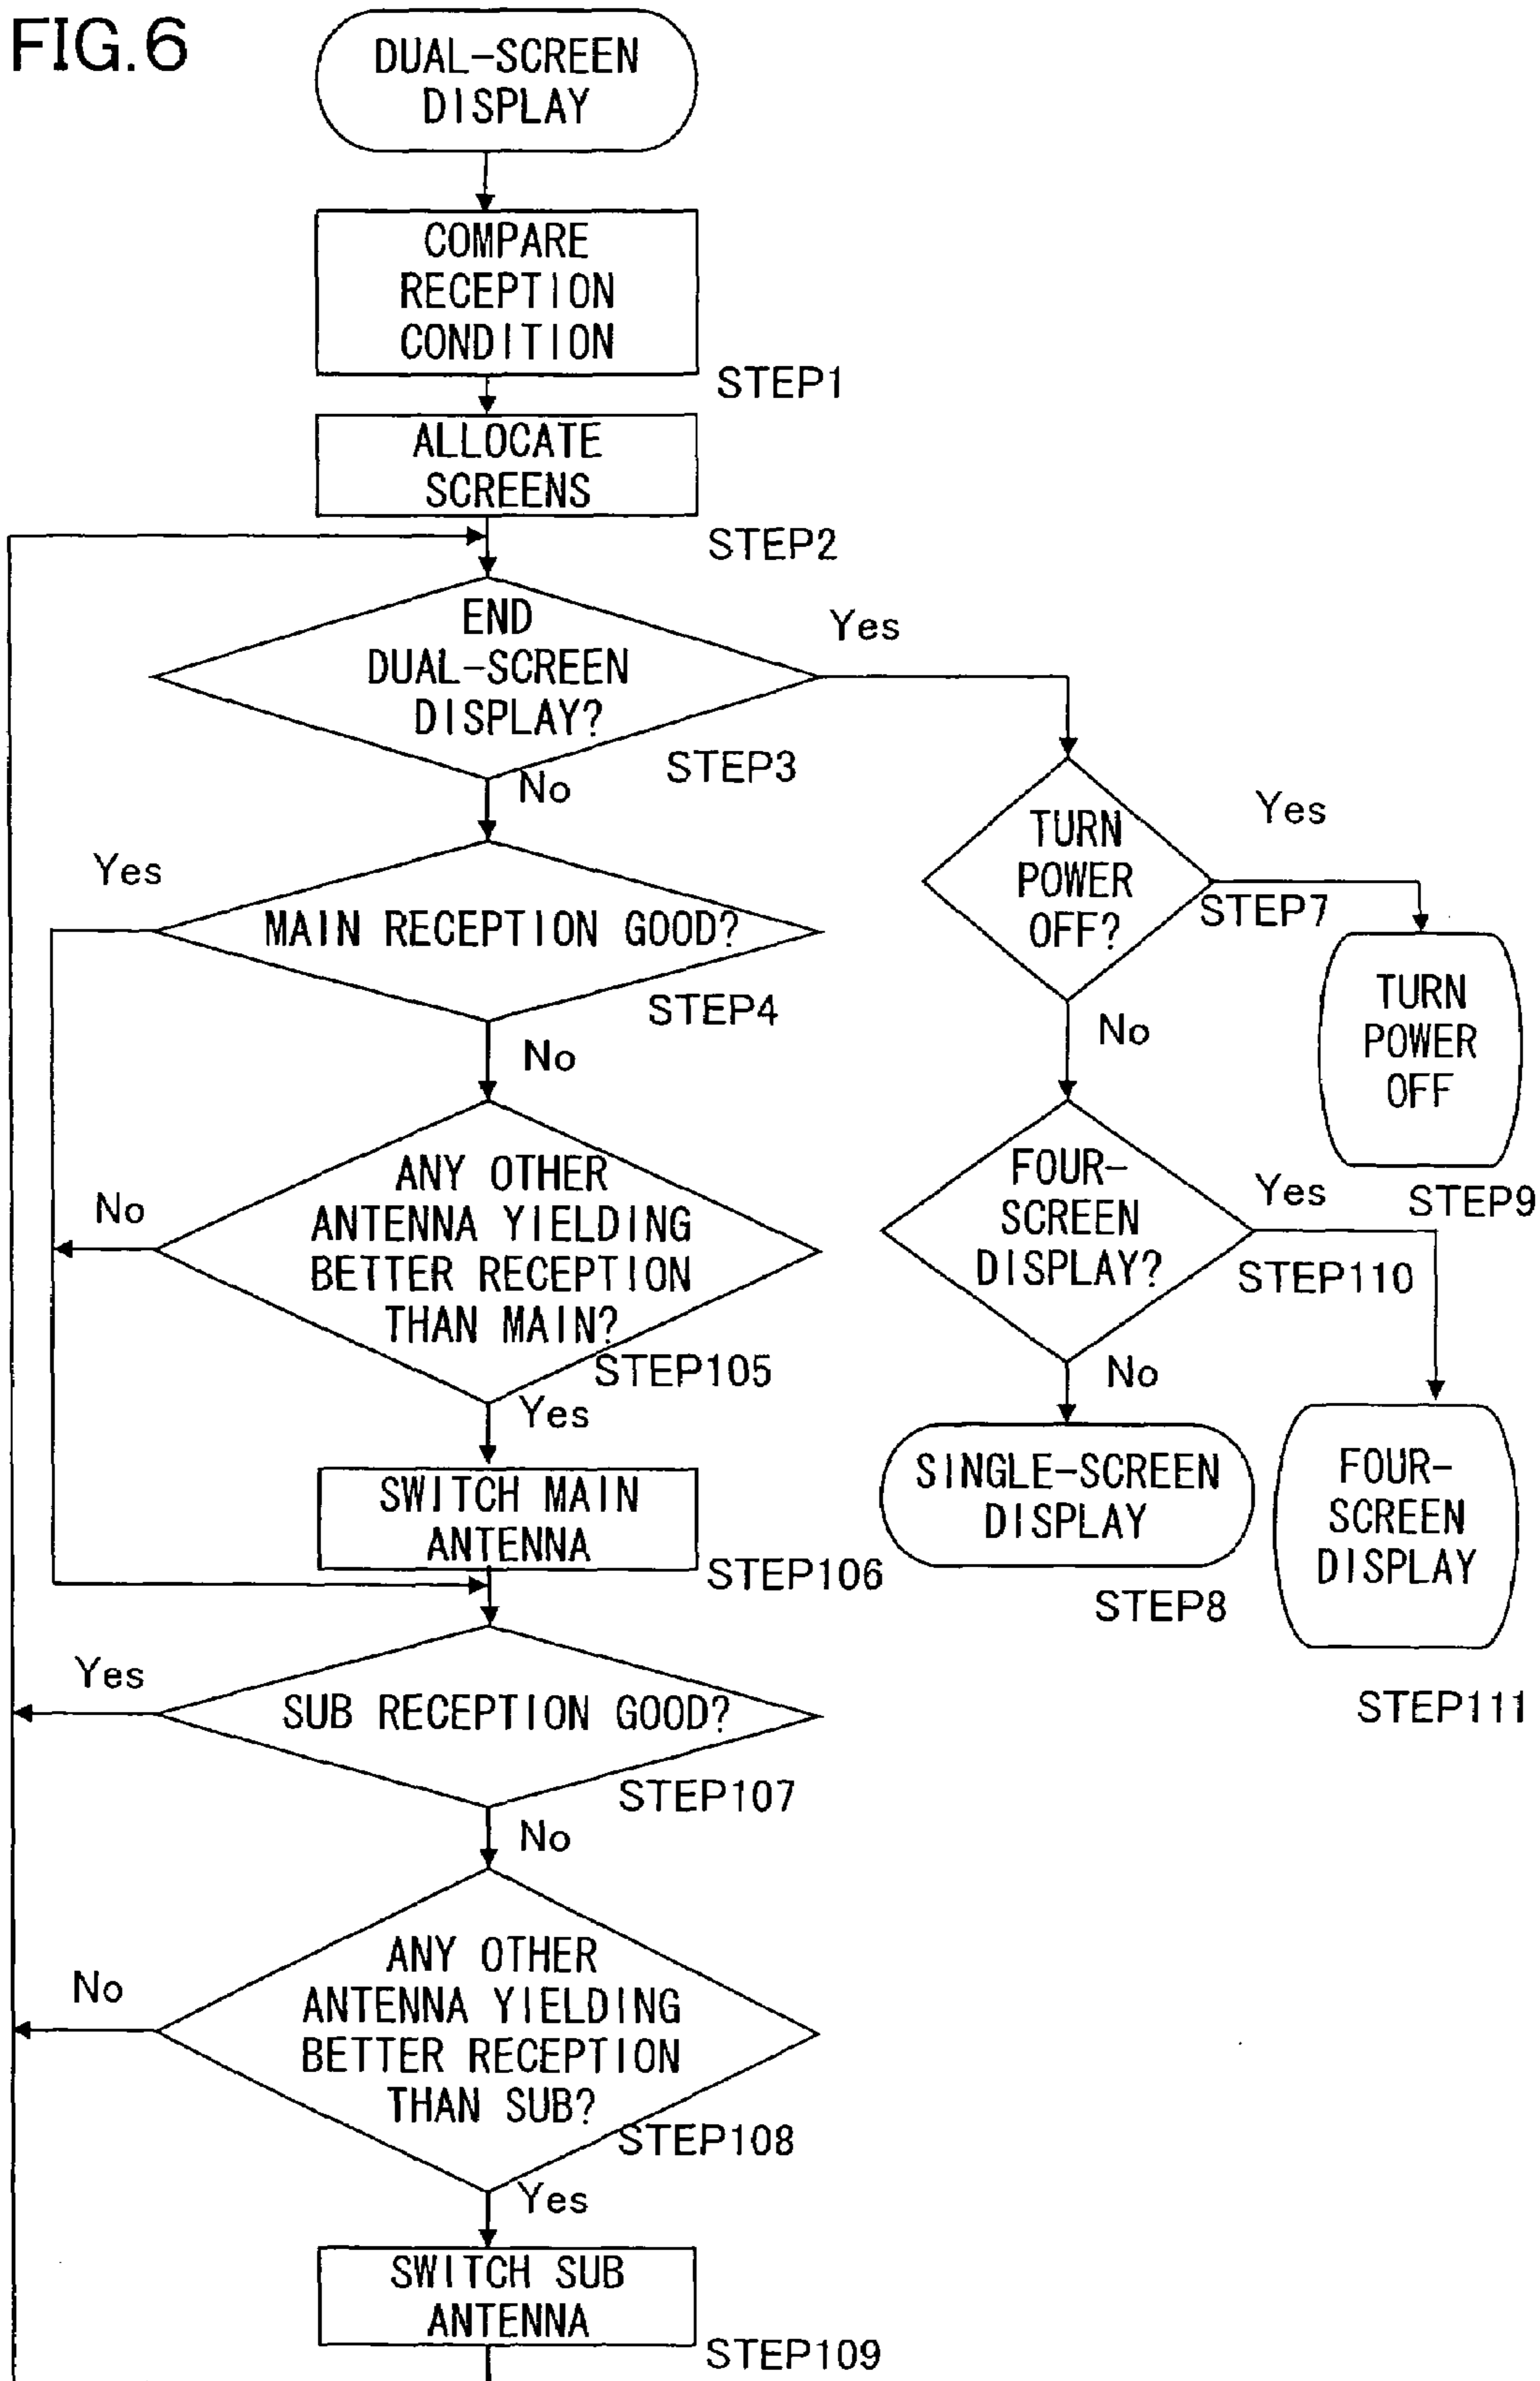 FIG.6
DUAL-SCREEN
DISPLAY
COMPARE
RECEPTION
CONDITION
STEP1
ALLOCATE
SCREENS
STEP2
END
DUAL-SCREEN
DISPLAY?
Yes
STEP3
No
Yes
MAIN RECEPTION GOOD?
STEP4
No
ANY OTHER
ANTENNA YIELDING
BETTER RECEPTION
THAN MAIN?
No
STEP105
Yes
SWITCH MAIN
ANTENNA
STEP106
Yes
SUB RECEPTION GOOD?
STEP107
No
ANY OTHER
ANTENNA YIELDING
BETTER RECEPTION
THAN SUB?
No
STEP108
Yes
SWITCH SUB
ANTENNA
STEP109
TURN
POWER
OFF?
Yes
STEP7
No
TURN
POWER
OFF
STEP9
FOUR-
SCREEN
DISPLAY?
Yes
STEP110
No
SINGLE-SCREEN
DISPLAY
STEP8
FOUR-
SCREEN
DISPLAY
STEP111